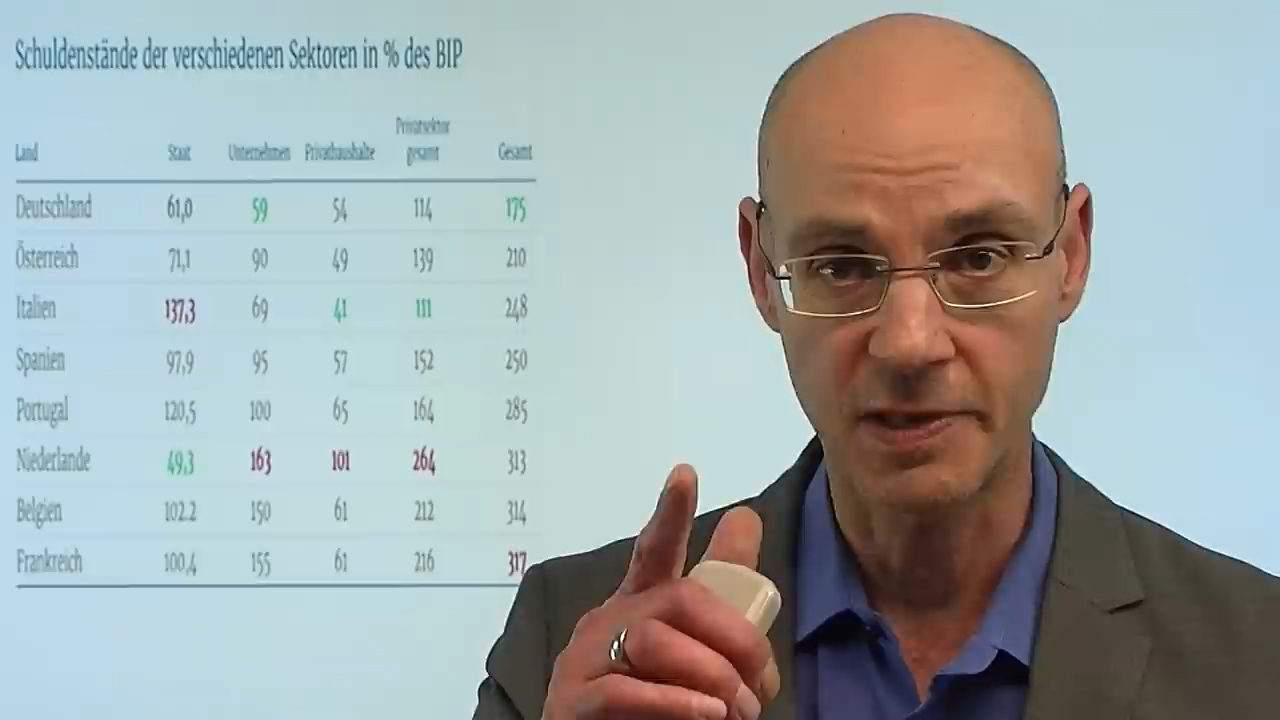 Schuldenstände der verschiedenen Sektoren in % des BIP
Land Staat Unternehmen Privathaushalte Privatsektor gesamt Gesamt
Deutschland 61,0 59 54 114 175
Österreich 71,1 90 49 139 210
Italien 137,3 69 41 111 248
Spanien 97,9 95 57 152 250
Portugal 120,5 100 65 164 285
Niederlande 49,3 163 101 264 313
Belgien 102.2 150 61 212 314
Frankreich 100,4 155 61 216 317